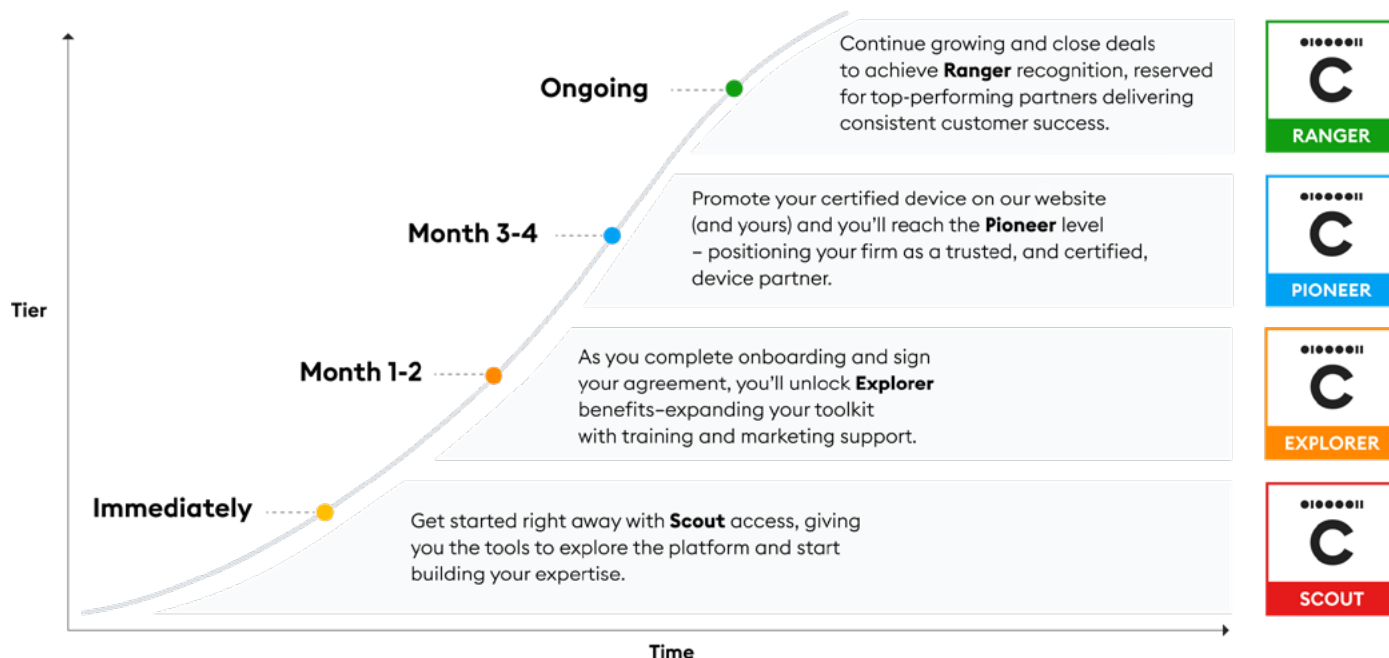 Ongoing
Continue growing and close deals
to achieve Ranger recognition, reserved
for top-performing partners delivering
consistent customer success.
C
RANGER
Month 3-4
Promote your certified device on our website
(and yours) and you'll reach the Pioneer level
– positioning your firm as a trusted, and certified,
device partner.
C
PIONEER
Tier
Month 1-2
As you complete onboarding and sign
your agreement, you'll unlock Explorer
benefits–expanding your toolkit
with training and marketing support.
C
EXPLORER
Immediately
Get started right away with Scout access, giving
you the tools to explore the platform and start
building your expertise.
C
SCOUT
Time